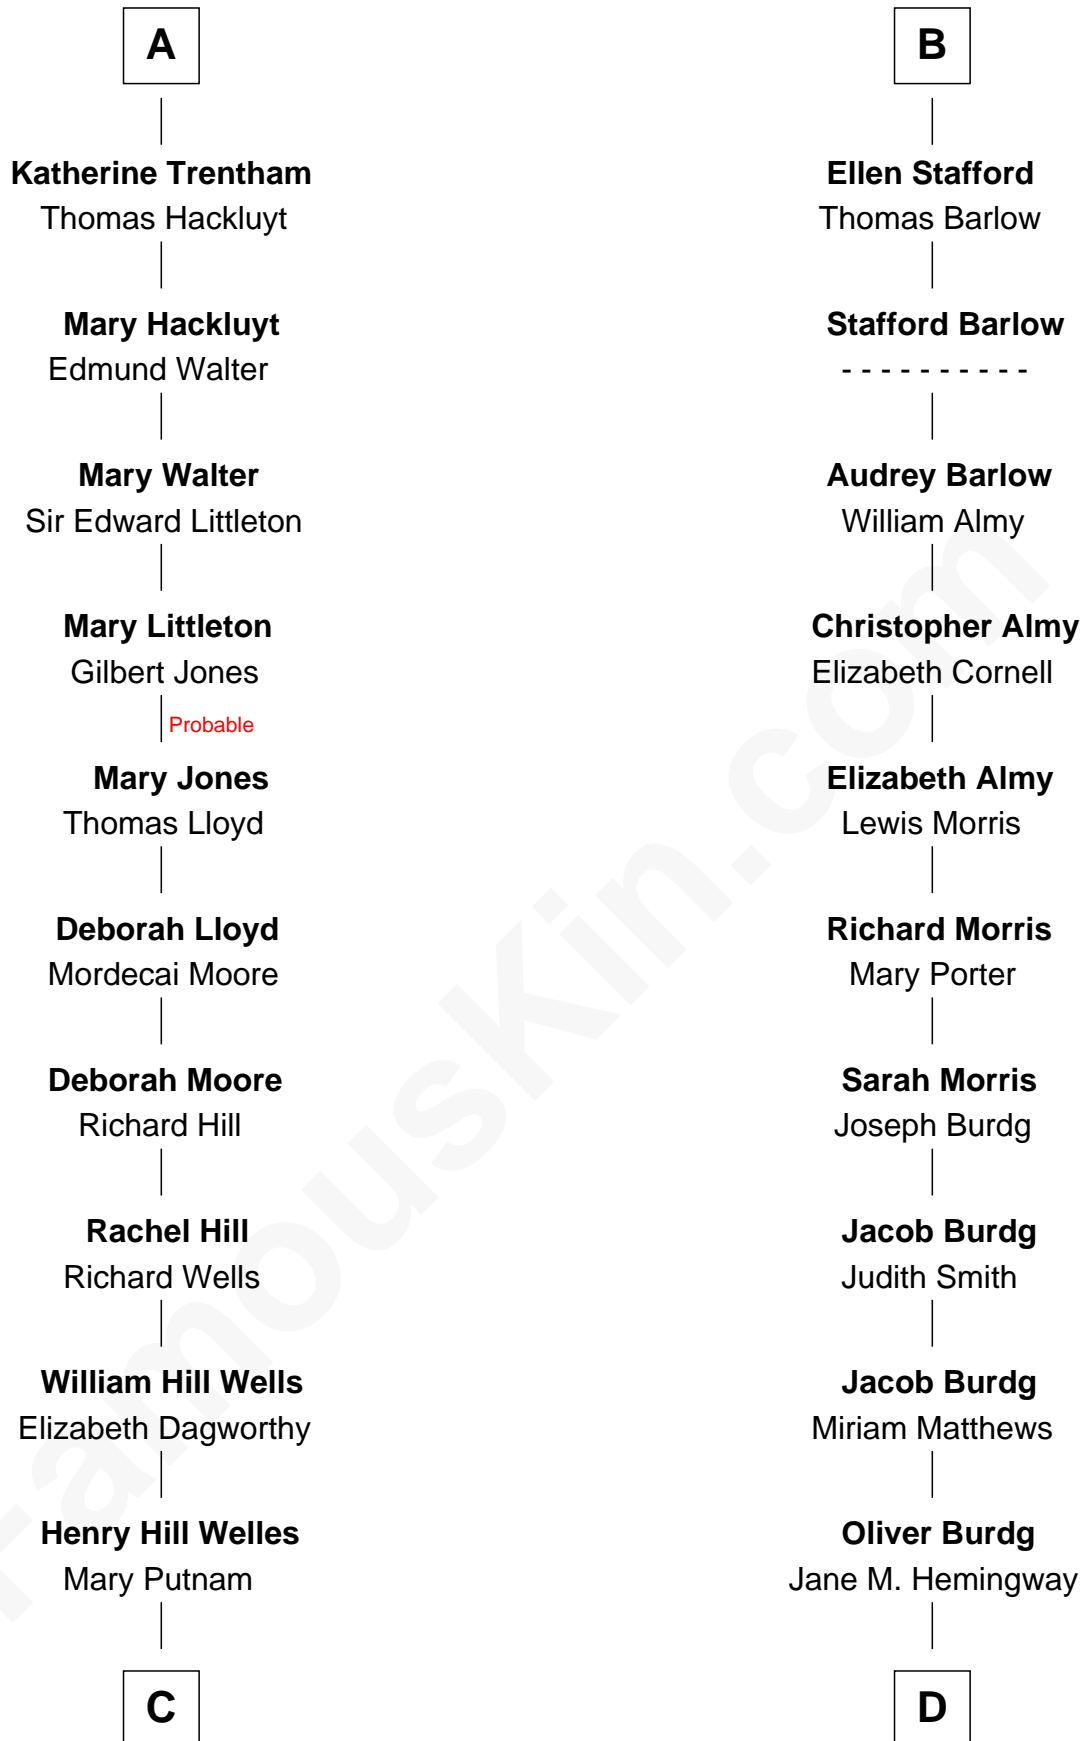 A
Katherine Trentham
Thomas Hackluyt
Mary Hackluyt
Edmund Walter
Mary Walter
Sir Edward Littleton
Mary Littleton
Gilbert Jones
Probable
Mary Jones
Thomas Lloyd
Deborah Lloyd
Mordecai Moore
Deborah Moore
Richard Hill
Rachel Hill
Richard Wells
William Hill Wells
Elizabeth Dagworthy
Henry Hill Welles
Mary Putnam
C
B
Ellen Stafford
Thomas Barlow
Stafford Barlow
- - - - - - - - - -
Audrey Barlow
William Almy
Christopher Almy
Elizabeth Cornell
Elizabeth Almy
Lewis Morris
Richard Morris
Mary Porter
Sarah Morris
Joseph Burdg
Jacob Burdg
Judith Smith
Jacob Burdg
Miriam Matthews
Oliver Burdg
Jane M. Hemingway
D
FamousKin.com